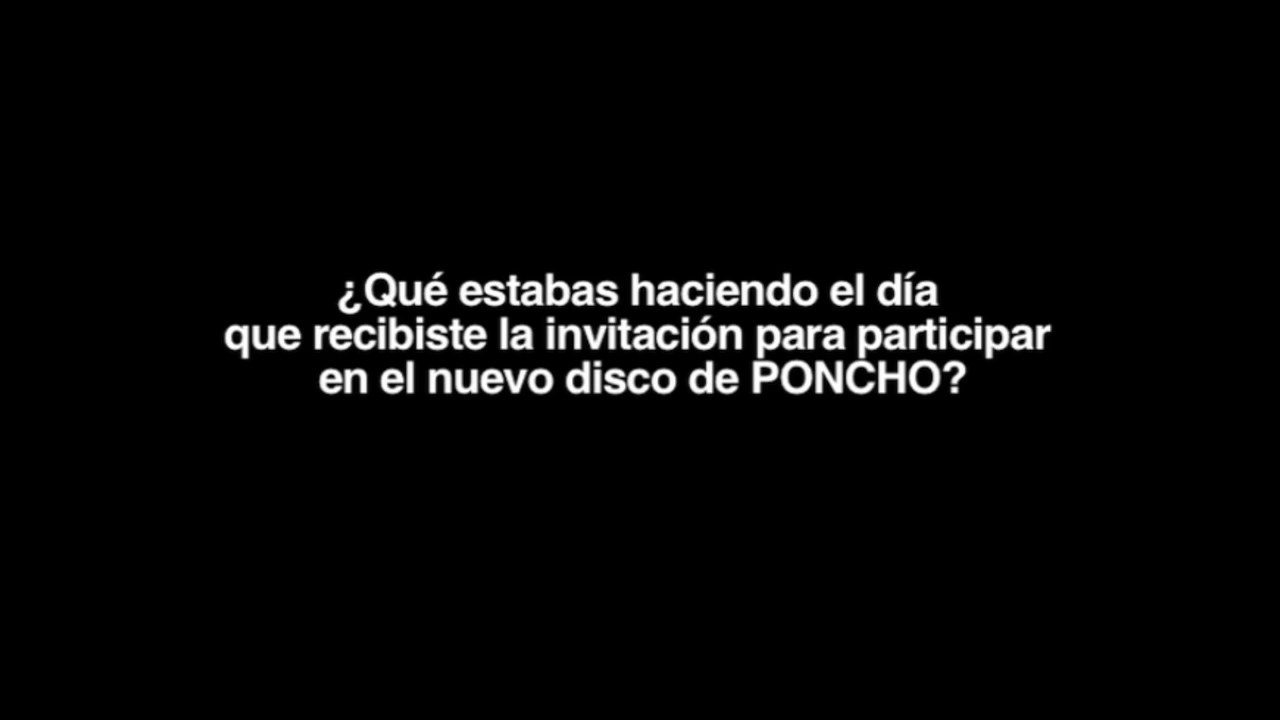 ¿Qué estabas haciendo el día
que recibiste la invitación para participar
en el nuevo disco de PONCHO?